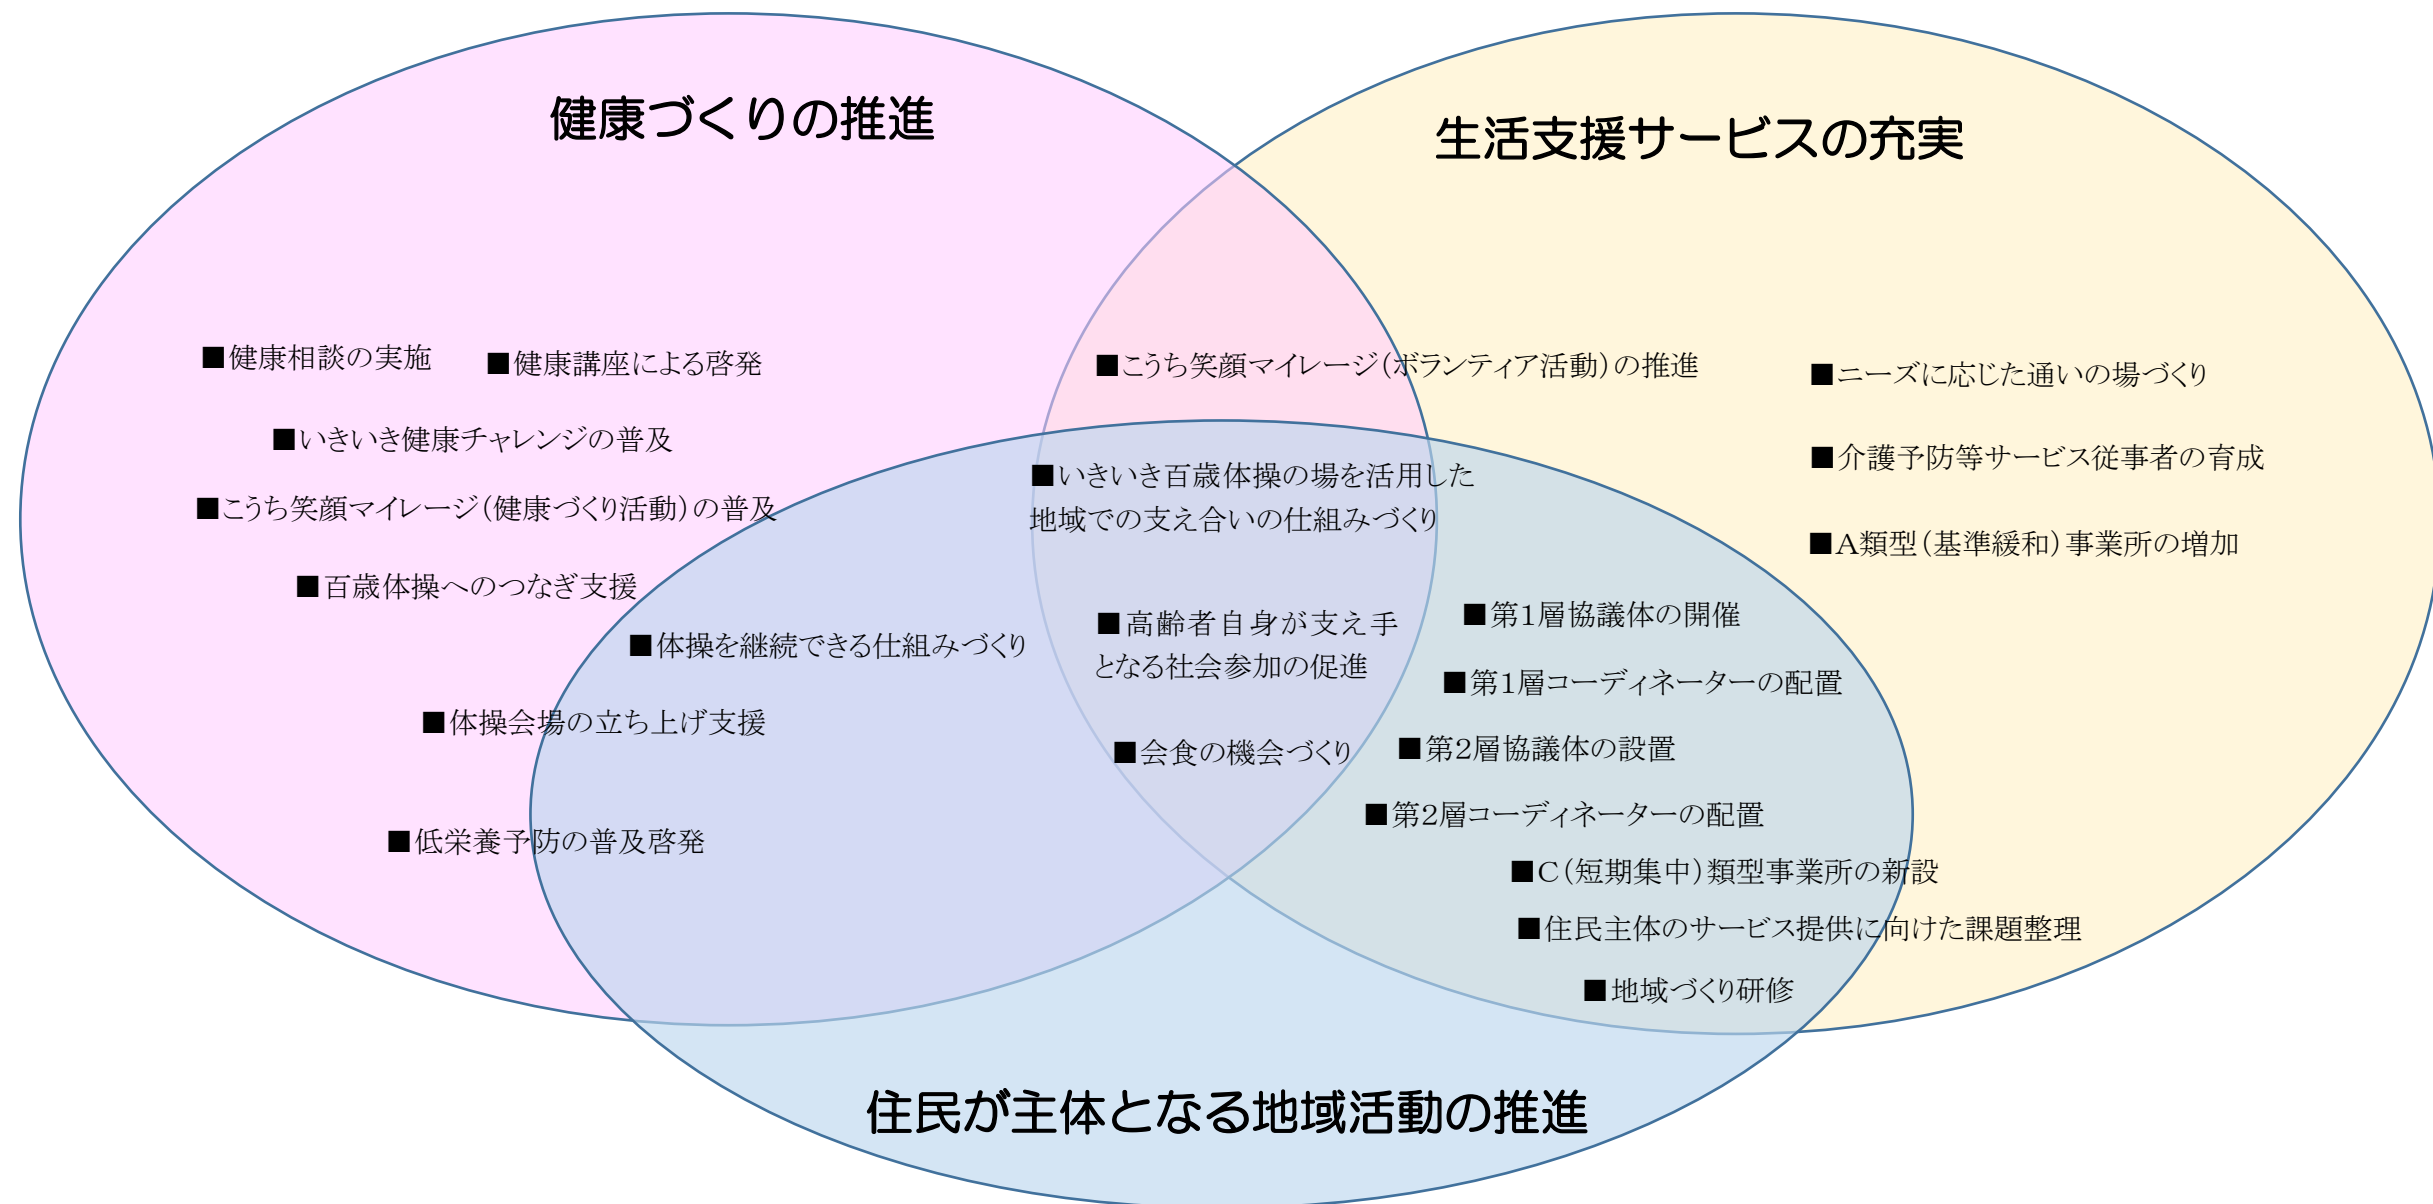 健康づくりの推進
生活支援サービスの充実
■健康相談の実施
■健康講座による啓発
■いきいき健康チャレンジの普及
■こうち笑顔マイレージ(健康づくり活動)の普及
■百歳体操へのつなぎ支援
■体操を継続できる仕組みづくり
■体操会場の立ち上げ支援
■低栄養予防の普及啓発
■こうち笑顔マイレージ(ボランティア活動)の推進
■いきいき百歳体操の場を活用した
地域での支え合いの仕組みづくり
■高齢者自身が支え手
となる社会参加の促進
■会食の機会づくり
■ニーズに応じた通いの場づくり
■介護予防等サービス従事者の育成
■A類型(基準緩和)事業所の増加
■第1層協議体の開催
■第1層コーディネーターの配置
■第2層協議体の設置
■第2層コーディネーターの配置
■C(短期集中)類型事業所の新設
■住民主体のサービス提供に向けた課題整理
■地域づくり研修
住民が主体となる地域活動の推進